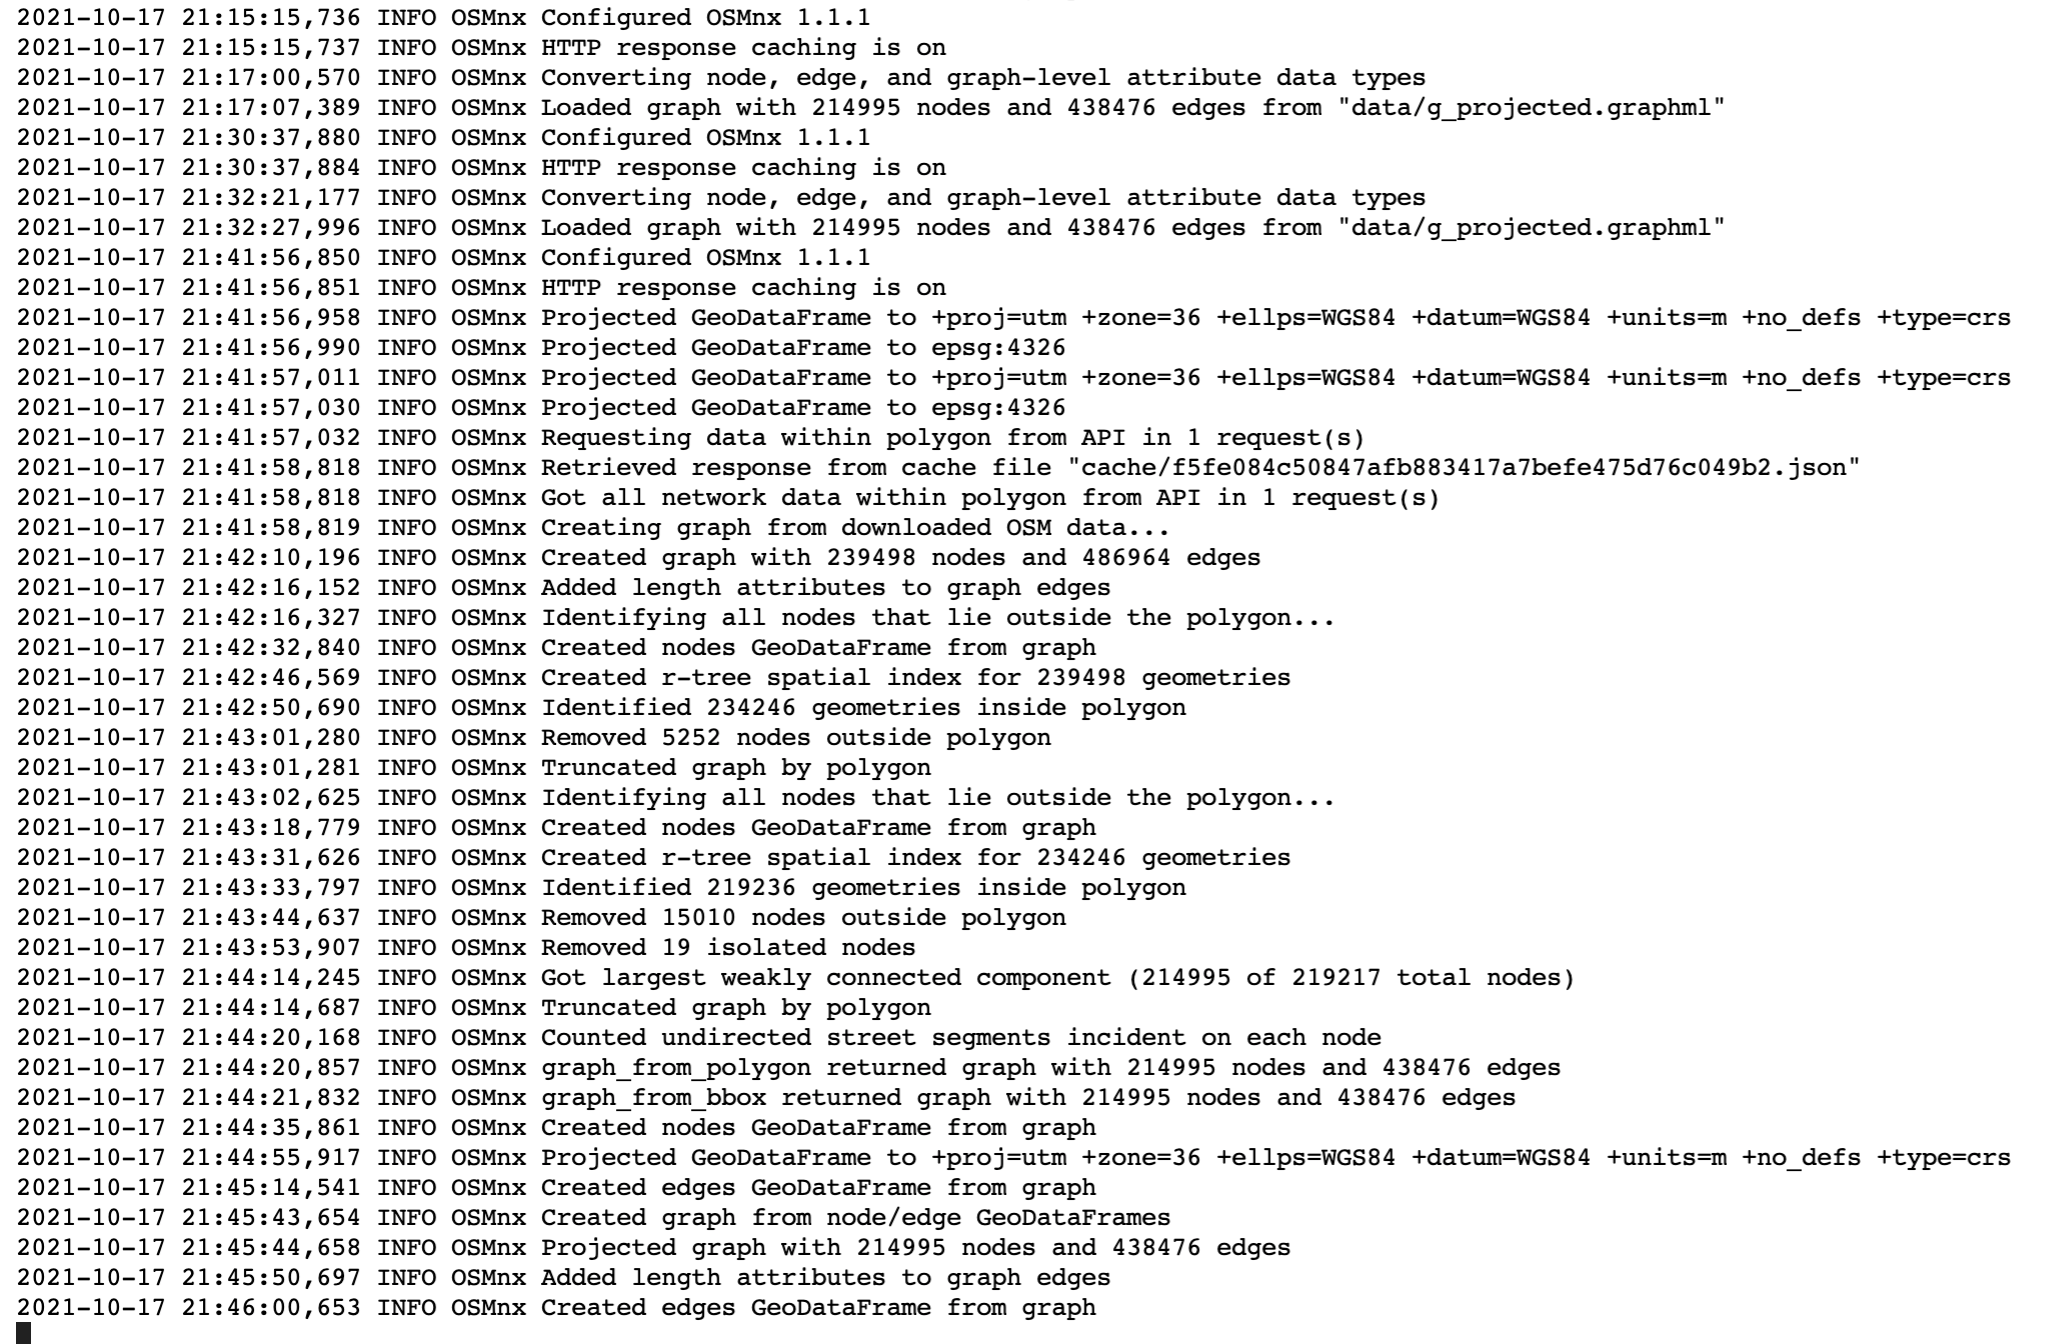 2021-10-17 21:15:15,736 INFO OSMnx Configured OSMnx 1.1.1
2021-10-17 21:15:15,737 INFO OSMnx HTTP response caching is on
2021-10-17 21:17:00,570 INFO OSMnx Converting node, edge, and graph-level attribute data types
2021-10-17 21:17:07,389 INFO OSMnx Loaded graph with 214995 nodes and 438476 edges from "data/g_projected.graphml"
2021-10-17 21:30:37,880 INFO OSMnx Configured OSMnx 1.1.1
2021-10-17 21:30:37,884 INFO OSMnx HTTP response caching is on
2021-10-17 21:32:21,177 INFO OSMnx Converting node, edge, and graph-level attribute data types
2021-10-17 21:32:27,996 INFO OSMnx Loaded graph with 214995 nodes and 438476 edges from "data/g_projected.graphml"
2021-10-17 21:41:56,850 INFO OSMnx Configured OSMnx 1.1.1
2021-10-17 21:41:56,851 INFO OSMnx HTTP response caching is on
2021-10-17 21:41:56,958 INFO OSMnx Projected GeoDataFrame to +proj=utm +zone=36 +ellps=WGS84 +datum=WGS84 +units=m +no_defs +type=crs
2021-10-17 21:41:56,990 INFO OSMnx Projected GeoDataFrame to epsg:4326
2021-10-17 21:41:57,011 INFO OSMnx Projected GeoDataFrame to +proj=utm +zone=36 +ellps=WGS84 +datum=WGS84 +units=m +no_defs +type=crs
2021-10-17 21:41:57,030 INFO OSMnx Projected GeoDataFrame to epsg:4326
2021-10-17 21:41:57,032 INFO OSMnx Requesting data within polygon from API in 1 request(s)
2021-10-17 21:41:58,818 INFO OSMnx Retrieved response from cache file "cache/f5fe084c50847afb883417a7befe475d76c049b2.json"
2021-10-17 21:41:58,818 INFO OSMnx Got all network data within polygon from API in 1 request(s)
2021-10-17 21:41:58,819 INFO OSMnx Creating graph from downloaded OSM data...
2021-10-17 21:42:10,196 INFO OSMnx Created graph with 239498 nodes and 486964 edges
2021-10-17 21:42:16,152 INFO OSMnx Added length attributes to graph edges
2021-10-17 21:42:16,327 INFO OSMnx Identifying all nodes that lie outside the polygon...
2021-10-17 21:42:32,840 INFO OSMnx Created nodes GeoDataFrame from graph
2021-10-17 21:42:46,569 INFO OSMnx Created r-tree spatial index for 239498 geometries
2021-10-17 21:42:50,690 INFO OSMnx Identified 234246 geometries inside polygon
2021-10-17 21:43:01,280 INFO OSMnx Removed 5252 nodes outside polygon
2021-10-17 21:43:01,281 INFO OSMnx Truncated graph by polygon
2021-10-17 21:43:02,625 INFO OSMnx Identifying all nodes that lie outside the polygon...
2021-10-17 21:43:18,779 INFO OSMnx Created nodes GeoDataFrame from graph
2021-10-17 21:43:31,626 INFO OSMnx Created r-tree spatial index for 234246 geometries
2021-10-17 21:43:33,797 INFO OSMnx Identified 219236 geometries inside polygon
2021-10-17 21:43:44,637 INFO OSMnx Removed 15010 nodes outside polygon
2021-10-17 21:43:53,907 INFO OSMnx Removed 19 isolated nodes
2021-10-17 21:44:14,245 INFO OSMnx Got largest weakly connected component (214995 of 219217 total nodes)
2021-10-17 21:44:14,687 INFO OSMnx Truncated graph by polygon
2021-10-17 21:44:20,168 INFO OSMnx Counted undirected street segments incident on each node
2021-10-17 21:44:20,857 INFO OSMnx graph_from_polygon returned graph with 214995 nodes and 438476 edges
2021-10-17 21:44:21,832 INFO OSMnx graph_from_bbox returned graph with 214995 nodes and 438476 edges
2021-10-17 21:44:35,861 INFO OSMnx Created nodes GeoDataFrame from graph
2021-10-17 21:44:55,917 INFO OSMnx Projected GeoDataFrame to +proj=utm +zone=36 +ellps=WGS84 +datum=WGS84 +units=m +no_defs +type=crs
2021-10-17 21:45:14,541 INFO OSMnx Created edges GeoDataFrame from graph
2021-10-17 21:45:43,654 INFO OSMnx Created graph from node/edge GeoDataFrames
2021-10-17 21:45:44,658 INFO OSMnx Projected graph with 214995 nodes and 438476 edges
2021-10-17 21:45:50,697 INFO OSMnx Added length attributes to graph edges
2021-10-17 21:46:00,653 INFO OSMnx Created edges GeoDataFrame from graph